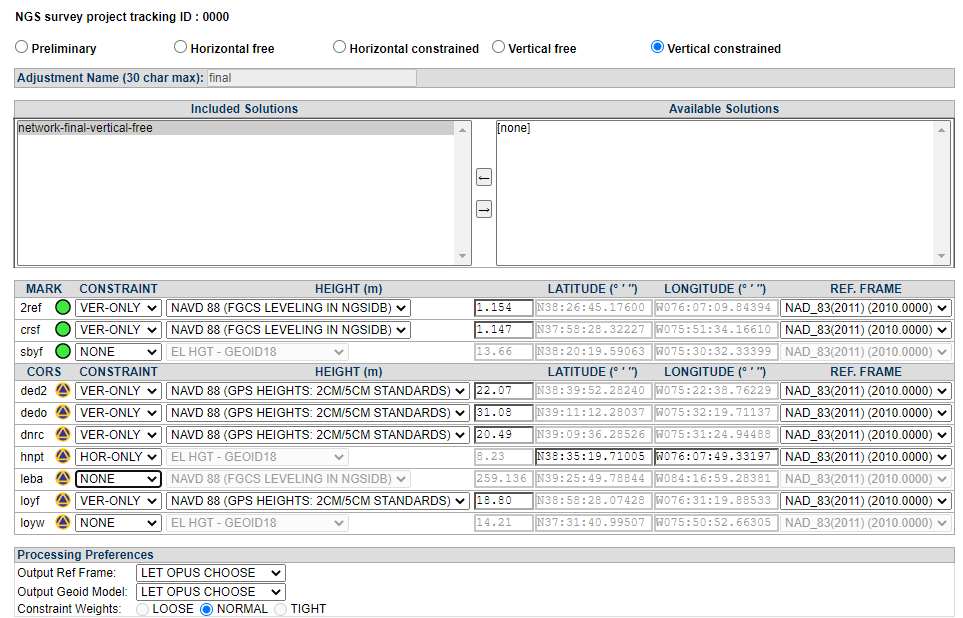 NGS survey project tracking ID : 0000
Preliminary Horizontal free Horizontal constrained Vertical free Vertical constrained
Adjustment Name (30 char max): final
Included Solutions Available Solutions
network-final-vertical-free [none]
←
→
MARK CONSTRAINT HEIGHT (m) LATITUDE (° ′ ″) LONGITUDE (° ′ ″) REF. FRAME
2ref VER-ONLY NAVD 88 (FGCS LEVELING IN NGSIDB) 1.154 N38:26:45.17600 W076:07:09.84394 NAD_83(2011) (2010.0000)
crsf VER-ONLY NAVD 88 (FGCS LEVELING IN NGSIDB) 1.147 N37:58:28.32227 W075:51:34.16610 NAD_83(2011) (2010.0000)
sbyf NONE EL HGT - GEOID18 13.66 N38:20:19.59063 W075:30:32.33399 NAD_83(2011) (2010.0000)
CORS CONSTRAINT HEIGHT (m) LATITUDE (° ′ ″) LONGITUDE (° ′ ″) REF. FRAME
ded2 VER-ONLY NAVD 88 (GPS HEIGHTS: 2CM/5CM STANDARDS) 22.07 N38:39:52.28240 W075:22:38.76229 NAD_83(2011) (2010.0000)
dedo VER-ONLY NAVD 88 (GPS HEIGHTS: 2CM/5CM STANDARDS) 31.08 N39:11:12.28037 W075:32:19.71137 NAD_83(2011) (2010.0000)
dnrc VER-ONLY NAVD 88 (GPS HEIGHTS: 2CM/5CM STANDARDS) 20.49 N39:09:36.28526 W075:31:24.94488 NAD_83(2011) (2010.0000)
hnpt HOR-ONLY EL HGT - GEOID18 8.23 N38:35:19.71005 W076:07:49.33197 NAD_83(2011) (2010.0000)
leba NONE NAVD 88 (FGCS LEVELING IN NGSIDB) 259.136 N39:25:49.78844 W084:16:59.28381 NAD_83(2011) (2010.0000)
loyf VER-ONLY NAVD 88 (GPS HEIGHTS: 2CM/5CM STANDARDS) 18.80 N38:58:28.07428 W076:31:19.88533 NAD_83(2011) (2010.0000)
loyw NONE EL HGT - GEOID18 14.21 N37:31:40.99507 W075:50:52.66305 NAD_83(2011) (2010.0000)
Processing Preferences
Output Ref Frame: LET OPUS CHOOSE
Output Geoid Model: LET OPUS CHOOSE
Constraint Weights: LOOSE NORMAL TIGHT